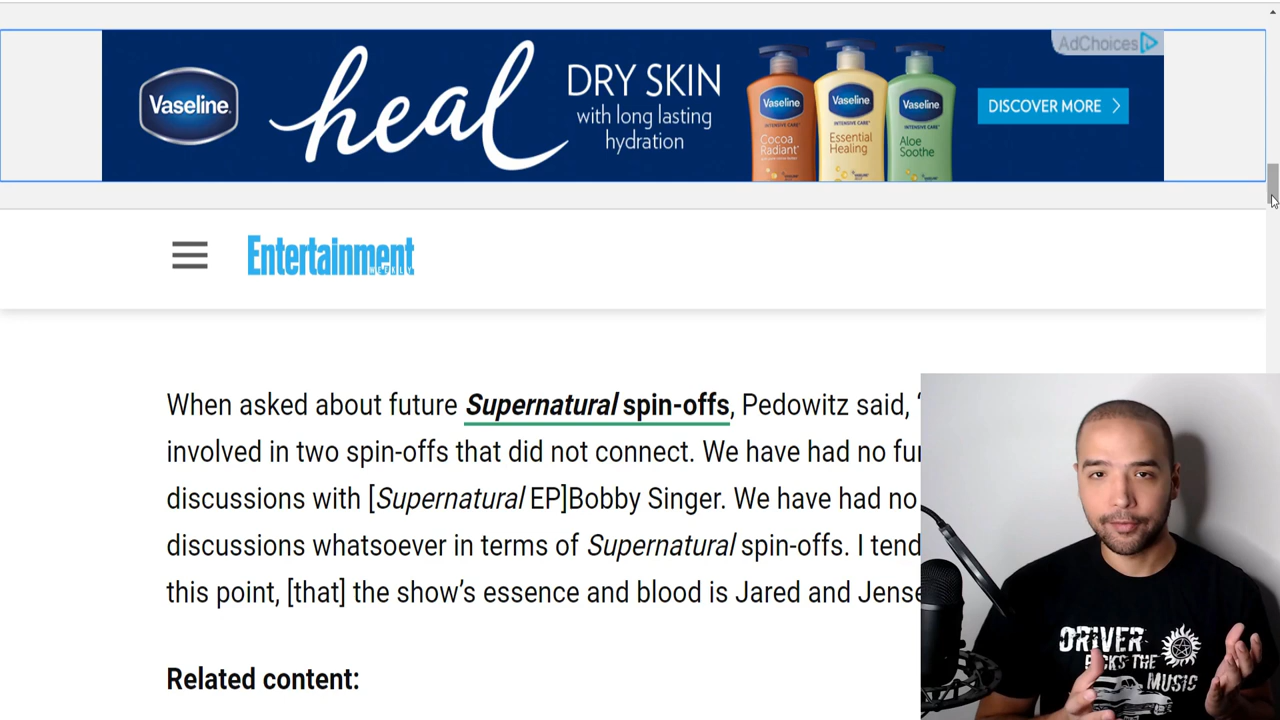 AdChoices
Vaseline.
heal
DRY SKIN
with long lasting
hydration
Vaseline
INTENSIVE CARE
Cocoa
Radiant
Vaseline
INTENSIVE CARE
Essential
Healing
Vaseline
INTENSIVE CARE
Aloe
Soothe
DISCOVER MORE
Entertainment
WEEKLY
When asked about future Supernatural spin-offs, Pedowitz said, “
involved in two spin-offs that did not connect. We have had no fur
discussions with [Supernatural EP]Bobby Singer. We have had no
discussions whatsoever in terms of Supernatural spin-offs. I tend
this point, [that] the show’s essence and blood is Jared and Jense
Related content:
DRIVER
PICKS THE
MUSIC